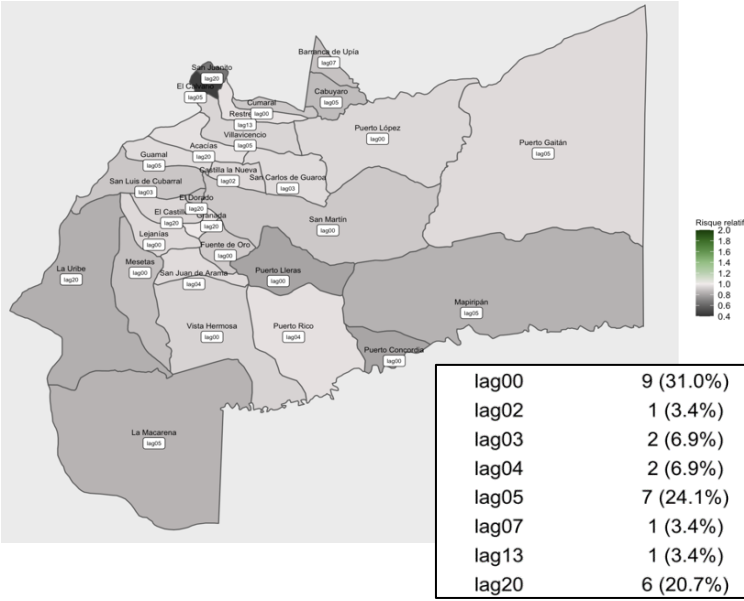 Barranca de Upía
lag07
San Juanito
lag20
El Calvario
lag05
Cabuyaro
lag05
Cumaral
lag00
Restre
lag13
Puerto López
lag00
Villavicencio
lag05
Puerto Gaitán
lag05
Acacias
lag20
Guamal
lag05
Castilla la Nueva
lag02
San Carlos de Guaroa
lag03
San Luis de Cubarral
lag03
El Dorado
lag20
El Castill
lag20
Granada
lag20
San Martín
lag00
Lejanías
lag00
Fuente de Oro
lag00
Mesetas
lag00
La Uribe
lag20
San Juan de Arama
lag04
Puerto Lleras
lag00
Mapiripán
lag05
Vista Hermosa
lag00
Puerto Rico
lag04
Puerto Concordia
lag00
La Macarena
lag05
Risque relatif
2.0
1.8
1.6
1.4
1.2
1.0
0.8
0.6
0.4
lag00 9 (31.0%)
lag02 1 (3.4%)
lag03 2 (6.9%)
lag04 2 (6.9%)
lag05 7 (24.1%)
lag07 1 (3.4%)
lag13 1 (3.4%)
lag20 6 (20.7%)